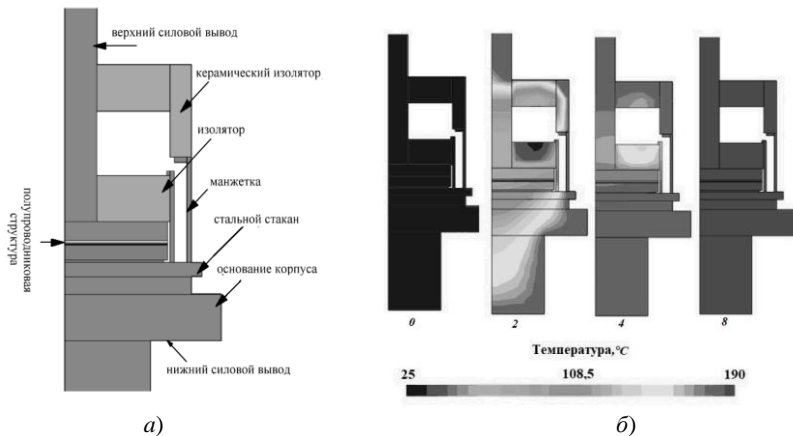 верхний силовой вывод
керамический изолятор
изолятор
манжетка
стальной стакан
основание корпуса
нижний силовой вывод
полупроводниковая
структура
а)
0
2
4
8
Температура,°С
25
108,5
190
б)